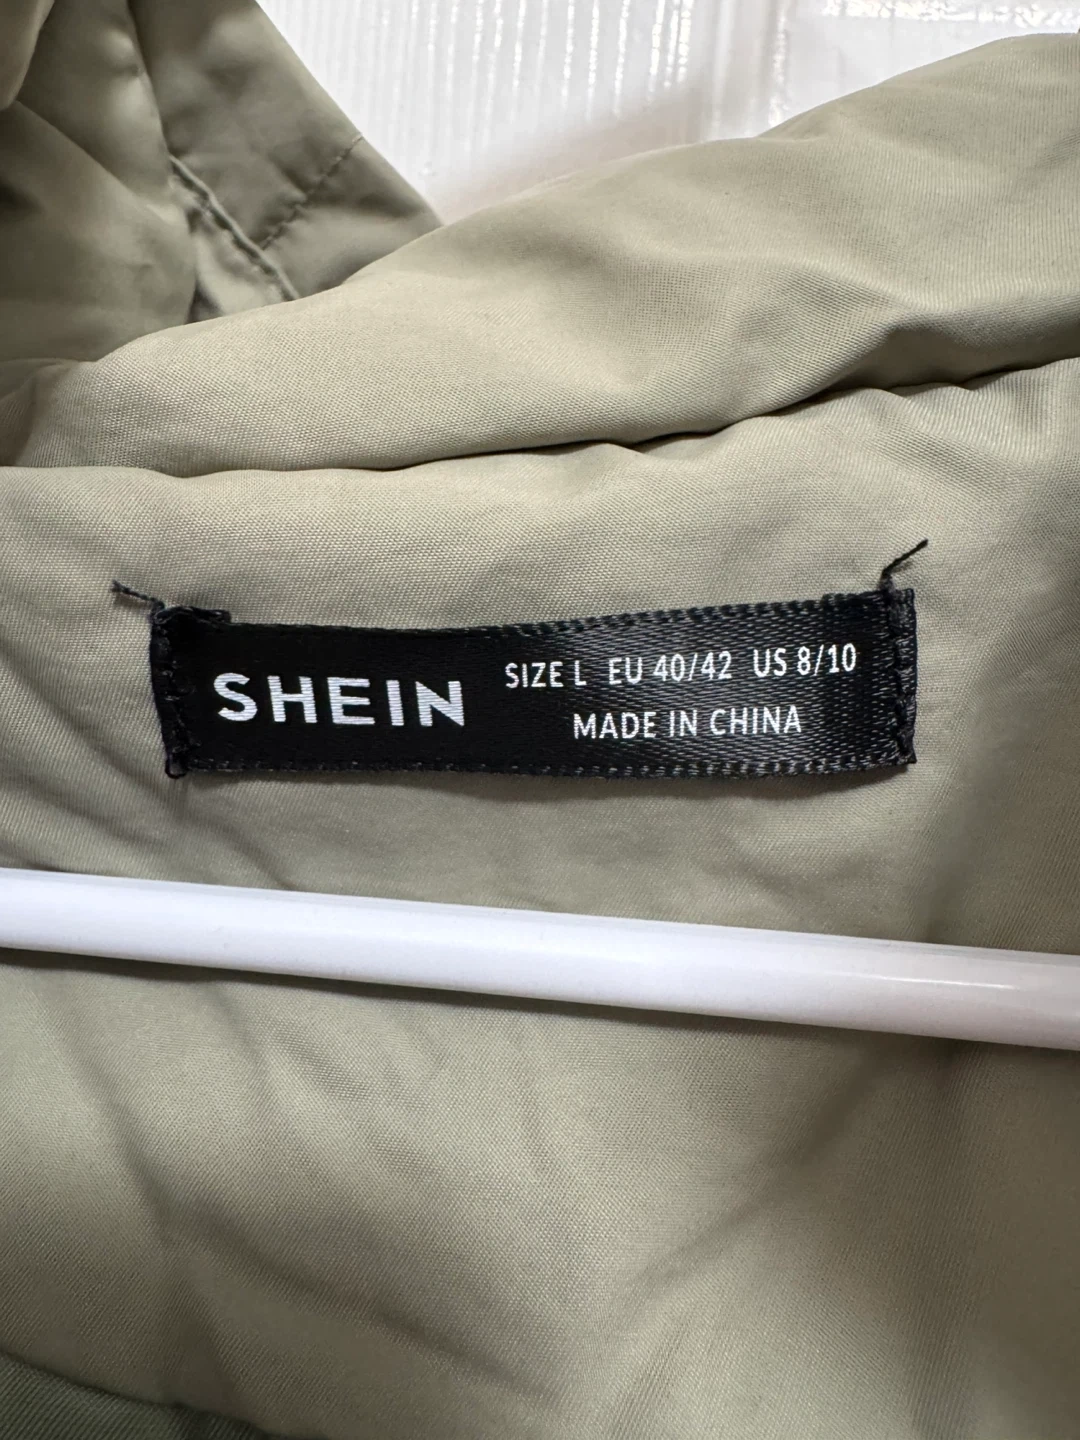 SHEIN
SIZE L EU 40/42 US 8/10
MADE IN CHINA